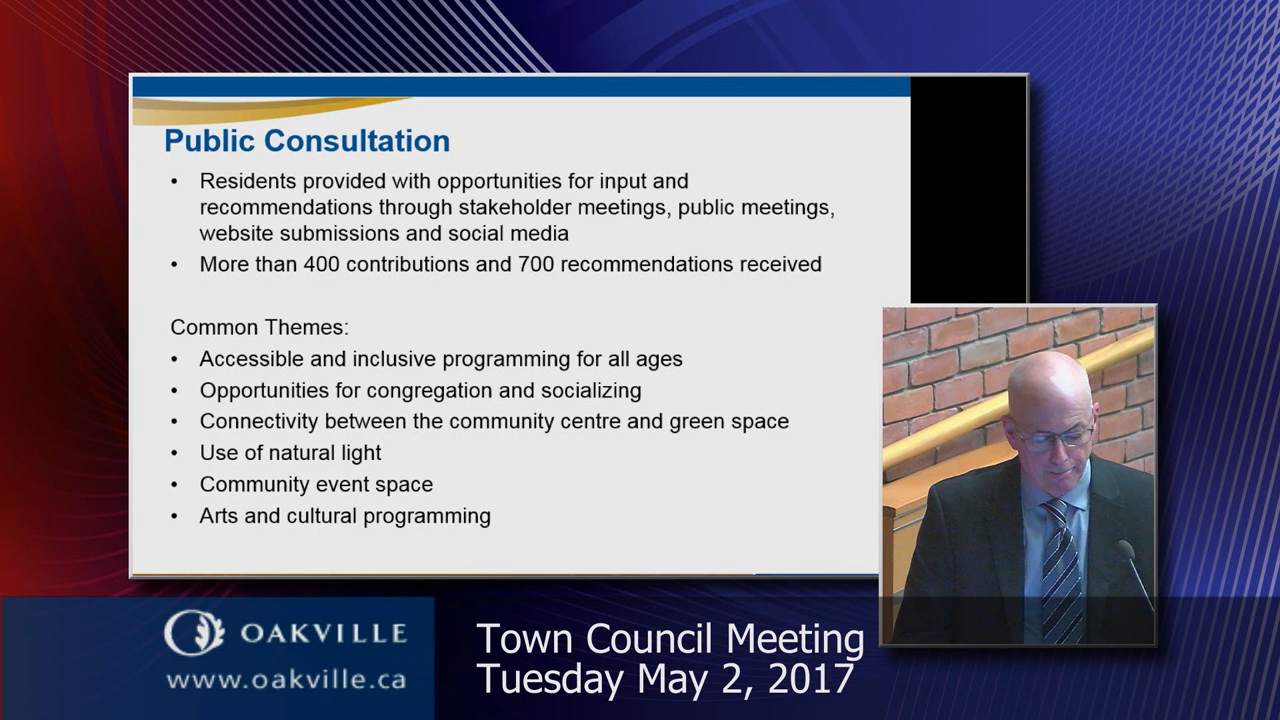 Public Consultation
• Residents provided with opportunities for input and
recommendations through stakeholder meetings, public meetings,
website submissions and social media
• More than 400 contributions and 700 recommendations received
Common Themes:
• Accessible and inclusive programming for all ages
• Opportunities for congregation and socializing
• Connectivity between the community centre and green space
• Use of natural light
• Community event space
• Arts and cultural programming
OAKVILLE
www.oakville.ca
Town Council Meeting
Tuesday May 2, 2017